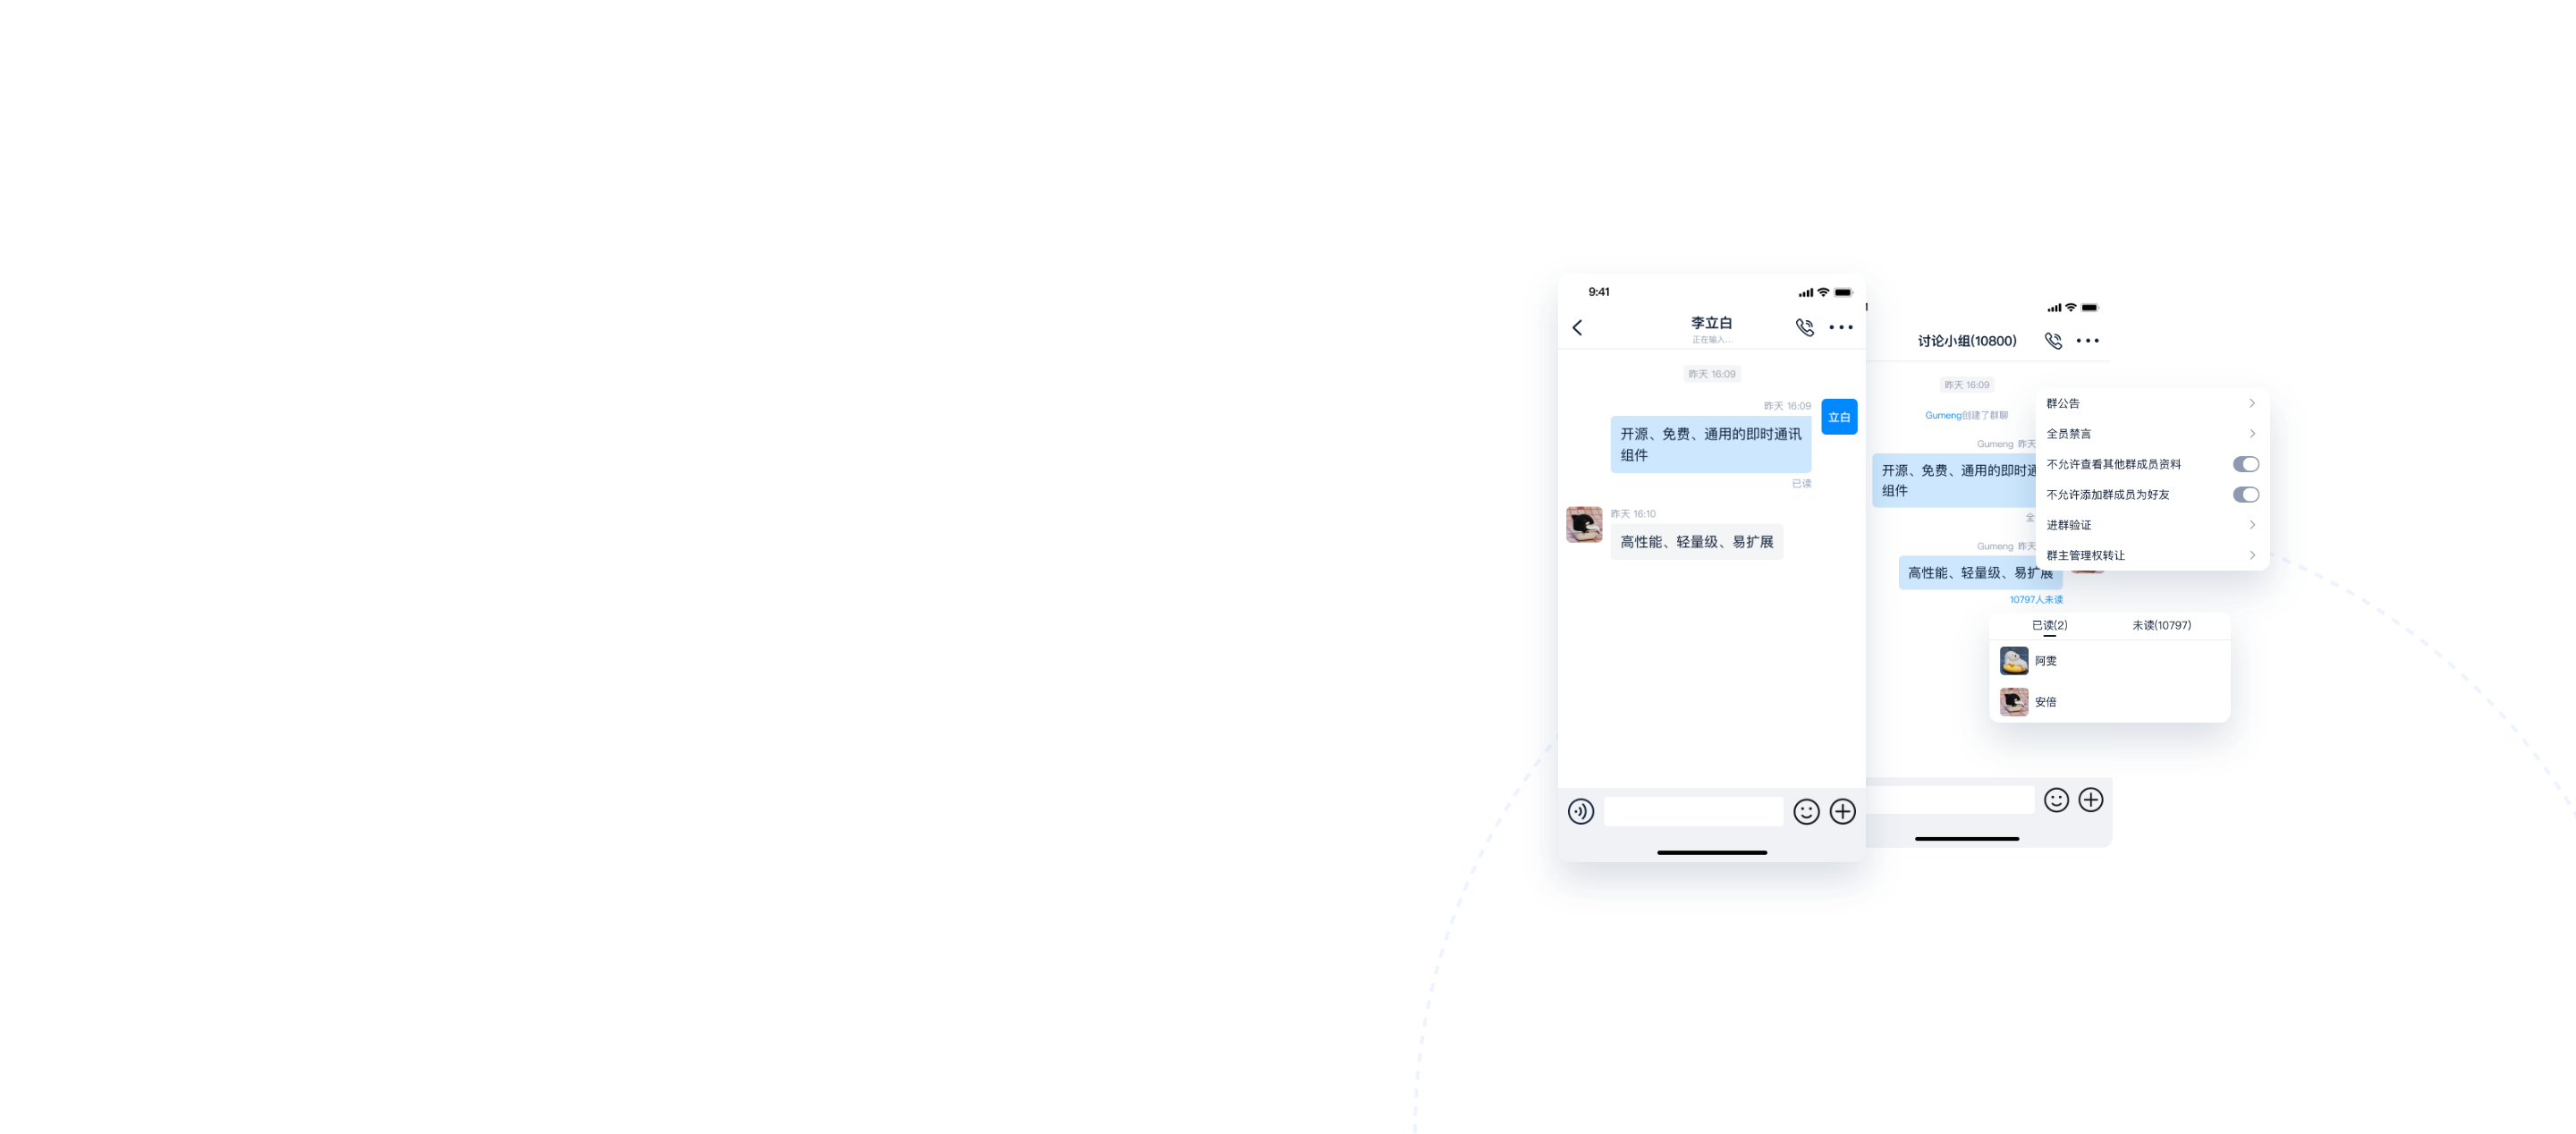 9:41
李立白
正在输入...
昨天 16:09
昨天 16:09
立白
开源、免费、通用的即时通讯
组件
已读
昨天 16:10
高性能、轻量级、易扩展
讨论小组(10800)
昨天 16:09
Gumeng创建了群聊
Gumeng 昨天
开源、免费、通用的即时通
组件
全
Gumeng 昨天
高性能、轻量级、易扩展
10797人未读
群公告
全员禁言
不允许查看其他群成员资料
不允许添加群成员为好友
进群验证
群主管理权转让
已读(2)
未读(10797)
阿雯
安倍